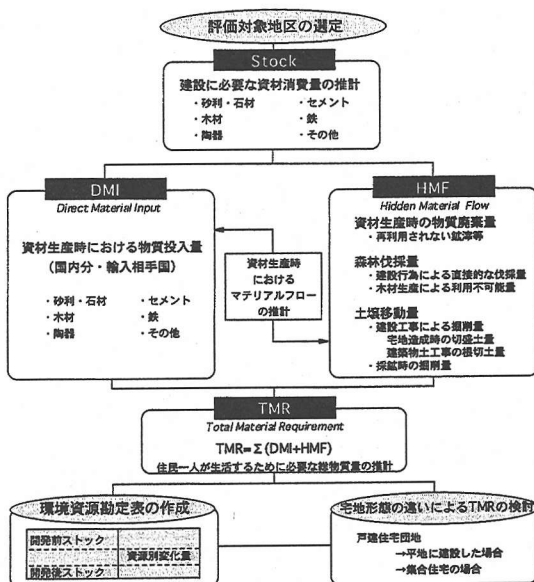 評価対象地区の選定
Stock
建設に必要な資材消費量の推計
・砂利・石材 ・セメント
・木材 ・鉄
・陶器 ・その他
DMI
Direct Material Input
資材生産時における物質投入量
(国内分・輸入相手国)
・砂利・石材 ・セメント
・木材 ・鉄
・陶器 ・その他
資材生産時
における
マテリアルフロー
の推計
HMF
Hidden Material Flow
資材生産時の物質廃棄量
・再利用されない鉱滓等
森林伐採量
・建設行為による直接的な伐採量
・木材生産による利用不可能量
土壌移動量
・建設工事による掘削量
宅地造成時の切盛土量
建築物土工事の根切土量
・採鉱時の掘削量
TMR
Total Material Requirement
TMR=Σ(DMI+HMF)
住民一人が生活するために必要な総物質量の推計
環境資源勘定表の作成
開発前ストック
資源別変化量
開発後ストック
宅地形態の違いによるTMRの検討
戸建住宅団地
→平地に建設した場合
→集合住宅の場合